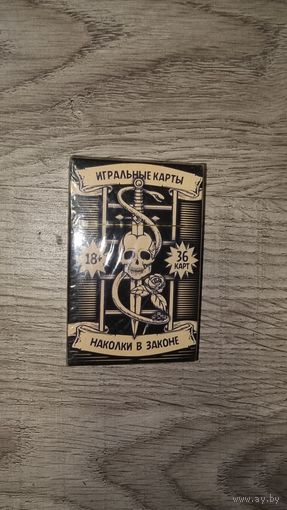 ИГРАЛЬНЫЕ КАРТЫ
18+
36
КАРТ
НАКОЛКИ В ЗАКОНЕ
© www.ay.by